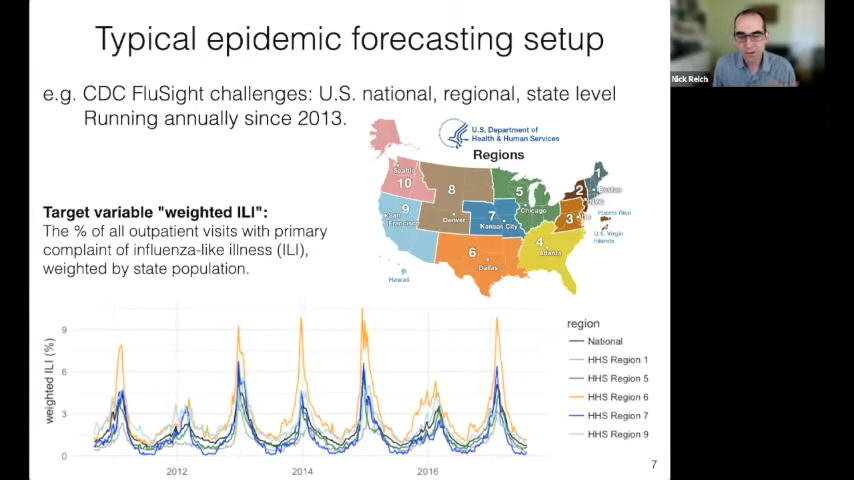 Typical epidemic forecasting setup
Nick Reich
e.g. CDC FluSight challenges: U.S. national, regional, state level
Running annually since 2013.
U.S. Department of
Health & Human Services
Regions
Seattle
10
8
5
1
Boston
2
NYC
9
San
Francisco
Denver
7
Kansas City
Chicago
3
Puerto Rico
U.S. Virgin
Islands
6
Dallas
4
Atlanta
Hawaii
Target variable "weighted ILI":
The % of all outpatient visits with primary
complaint of influenza-like illness (ILI),
weighted by state population.
weighted ILI (%)
9
6
3
0
2012
2014
2016
region
National
HHS Region 1
HHS Region 5
HHS Region 6
HHS Region 7
HHS Region 9
7